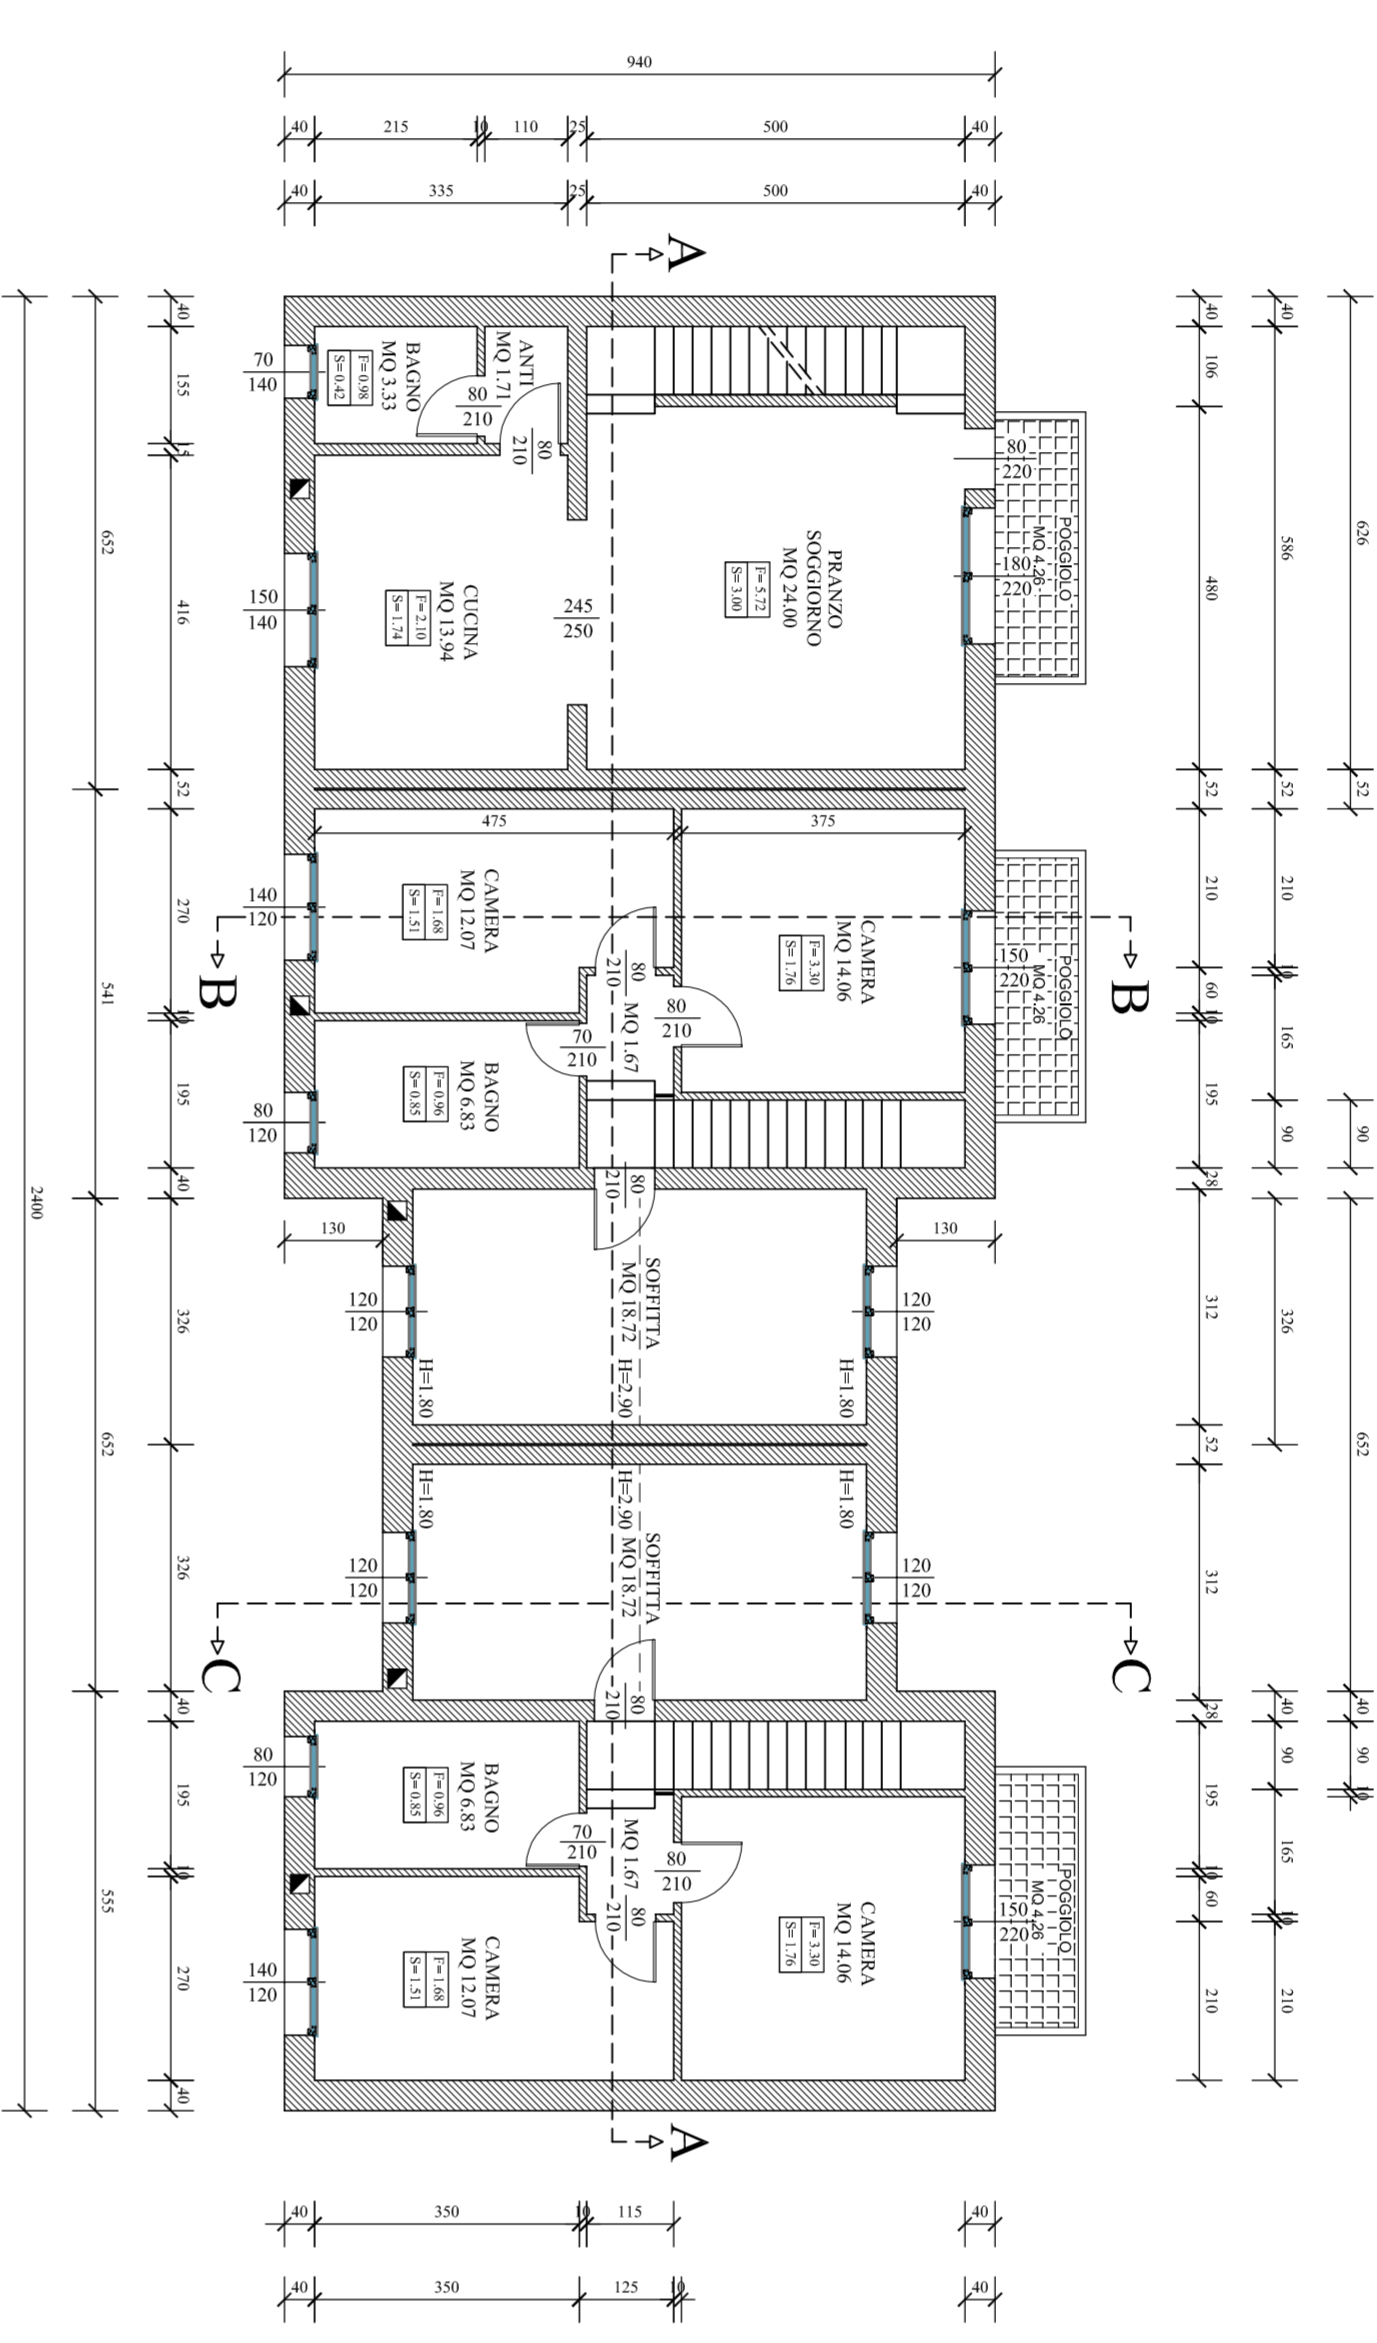 940
40 215 10 110 25 500 40
40 335 25 500 40
A
40
40
40
626
106
586
52
480
52
652
155
15
416
52
70
140
BAGNO
MQ 3.33
F=0.98
S=0.42
ANTI
MQ 1.71
80
210
80
210
80
220
POGGIOLO
MQ 4.26
180
220
PRANZO
SOGGIORNO
MQ 24.00
F=5.72
S=3.00
245
250
CUCINA
MQ 13.94
F=2.10
S=1.74
150
140
475
375
541
270
10
195
40
52
210
210
10
60
10
165
195
90
90
28
140
120
CAMERA
MQ 12.07
F=1.68
S=1.51
80
210
MQ 1.67
80
210
CAMERA
MQ 14.06
F=3.30
S=1.76
150
220
POGGIOLO
MQ 4.26
B
B
70
210
BAGNO
MQ 6.83
F=0.96
S=0.85
80
120
80
210
2400
130
130
326
312
326
652
652
120
120
SOFFITTA
MQ 18.72
120
120
H=1.80
H=2.90
H=1.80
52
H=1.80
H=2.90
H=1.80
326
312
120
120
SOFFITTA
MQ 18.72
120
120
C
C
80
210
40
28
40
40
195
90
90
10
80
120
BAGNO
MQ 6.83
F=0.96
S=0.85
70
210
MQ 1.67
80
210
80
210
CAMERA
MQ 14.06
F=3.30
S=1.76
150
220
POGGIOLO
MQ 4.26
555
10
270
40
195
10
60
165
10
210
210
140
120
CAMERA
MQ 12.07
F=1.68
S=1.51
A
40 350 10 115 40
40 350 125 10 40